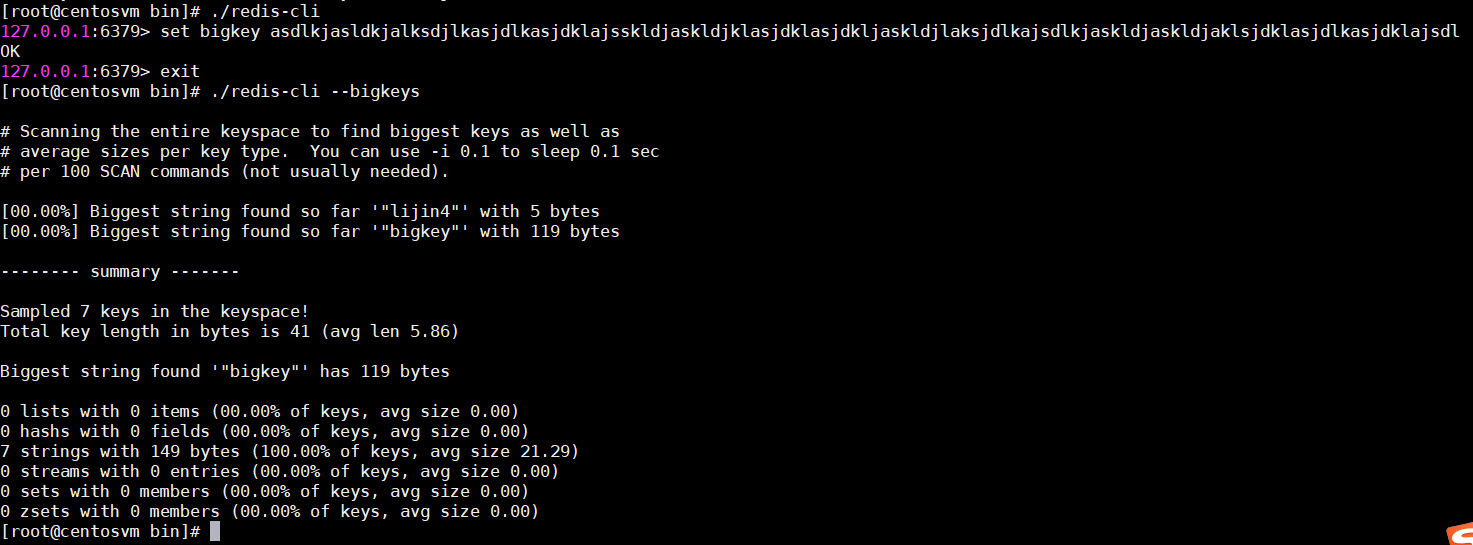 [root@centosvm bin]# ./redis-cli
127.0.0.1:6379> set bigkey asdlkjasldkjalksdjlkasjdlkasjdklajsskldjaskldjklasjdklasjdkljaskldjlaksjdlkajsdlkjaskldjaskldjaklsjdklasjdlkasjdklajsdl
OK
127.0.0.1:6379> exit
[root@centosvm bin]# ./redis-cli --bigkeys
# Scanning the entire keyspace to find biggest keys as well as
# average sizes per key type.  You can use -i 0.1 to sleep 0.1 sec
# per 100 SCAN commands (not usually needed).
[00.00%] Biggest string found so far '"lijin4"' with 5 bytes
[00.00%] Biggest string found so far '"bigkey"' with 119 bytes
-------- summary -------
Sampled 7 keys in the keyspace!
Total key length in bytes is 41 (avg len 5.86)
Biggest string found '"bigkey"' has 119 bytes
0 lists with 0 items (00.00% of keys, avg size 0.00)
0 hashs with 0 fields (00.00% of keys, avg size 0.00)
7 strings with 149 bytes (100.00% of keys, avg size 21.29)
0 streams with 0 entries (00.00% of keys, avg size 0.00)
0 sets with 0 members (00.00% of keys, avg size 0.00)
0 zsets with 0 members (00.00% of keys, avg size 0.00)
[root@centosvm bin]#